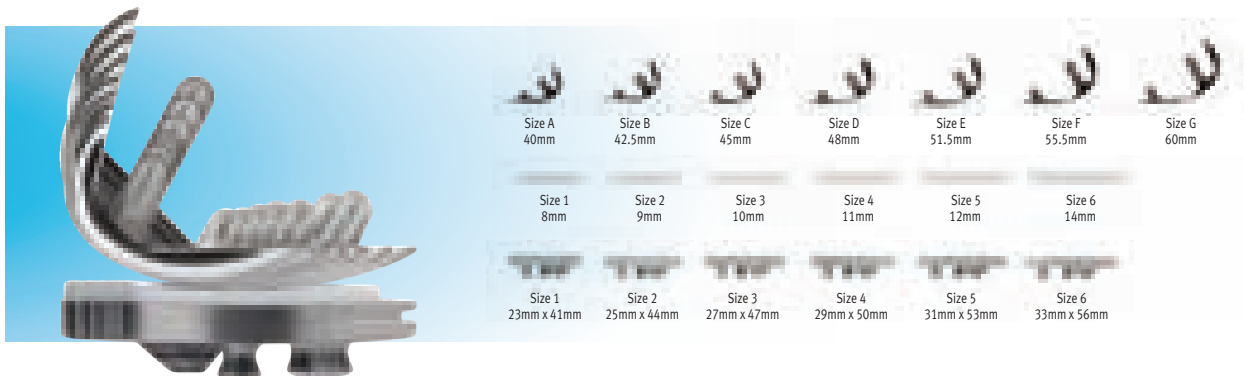 Size A Size B Size C Size D Size E Size F Size G
40mm 42.5mm 45mm 48mm 51.5mm 55.5mm 60mm
Size 1 Size 2 Size 3 Size 4 Size 5 Size 6
8mm 9mm 10mm 11mm 12mm 14mm
Size 1 Size 2 Size 3 Size 4 Size 5 Size 6
23mm x 41mm 25mm x 44mm 27mm x 47mm 29mm x 50mm 31mm x 53mm 33mm x 56mm